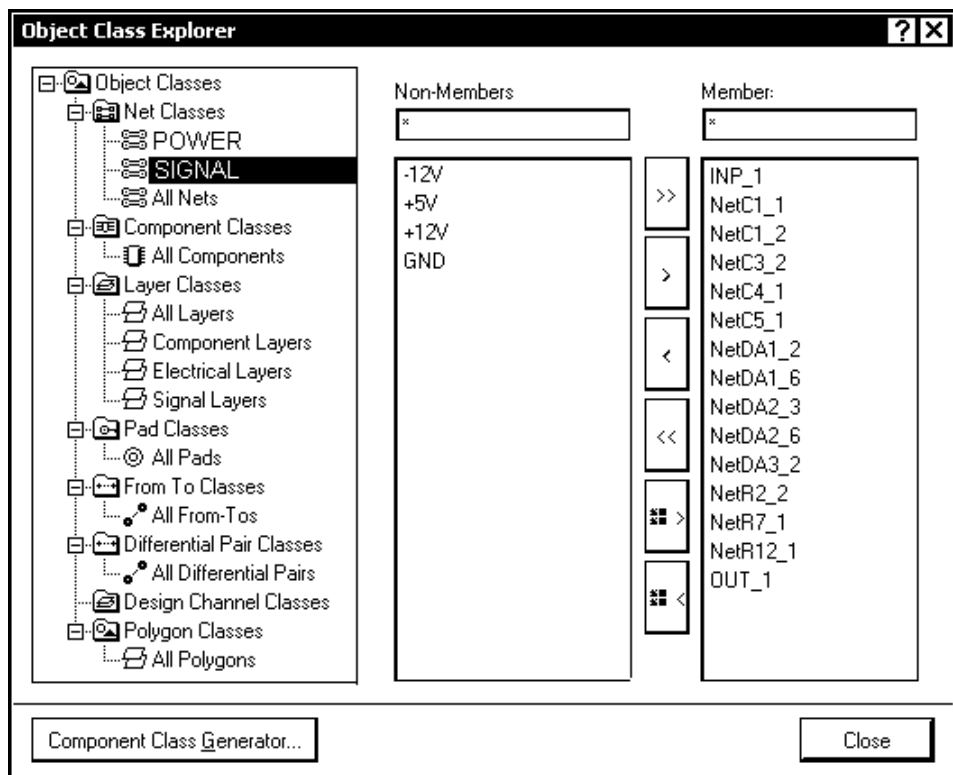 Object Class Explorer
Object Classes
Net Classes
POWER
SIGNAL
All Nets
Component Classes
All Components
Layer Classes
All Layers
Component Layers
Electrical Layers
Signal Layers
Pad Classes
All Pads
From To Classes
All From-Tos
Differential Pair Classes
All Differential Pairs
Design Channel Classes
Polygon Classes
All Polygons
Non-Members
*
-12V
+5V
+12V
GND
>>
>
<
<<
>
<
Member:
*
INP_1
NetC1_1
NetC1_2
NetC3_2
NetC4_1
NetC5_1
NetDA1_2
NetDA1_6
NetDA2_3
NetDA2_6
NetDA3_2
NetR2_2
NetR7_1
NetR12_1
OUT_1
Component Class Generator...
Close